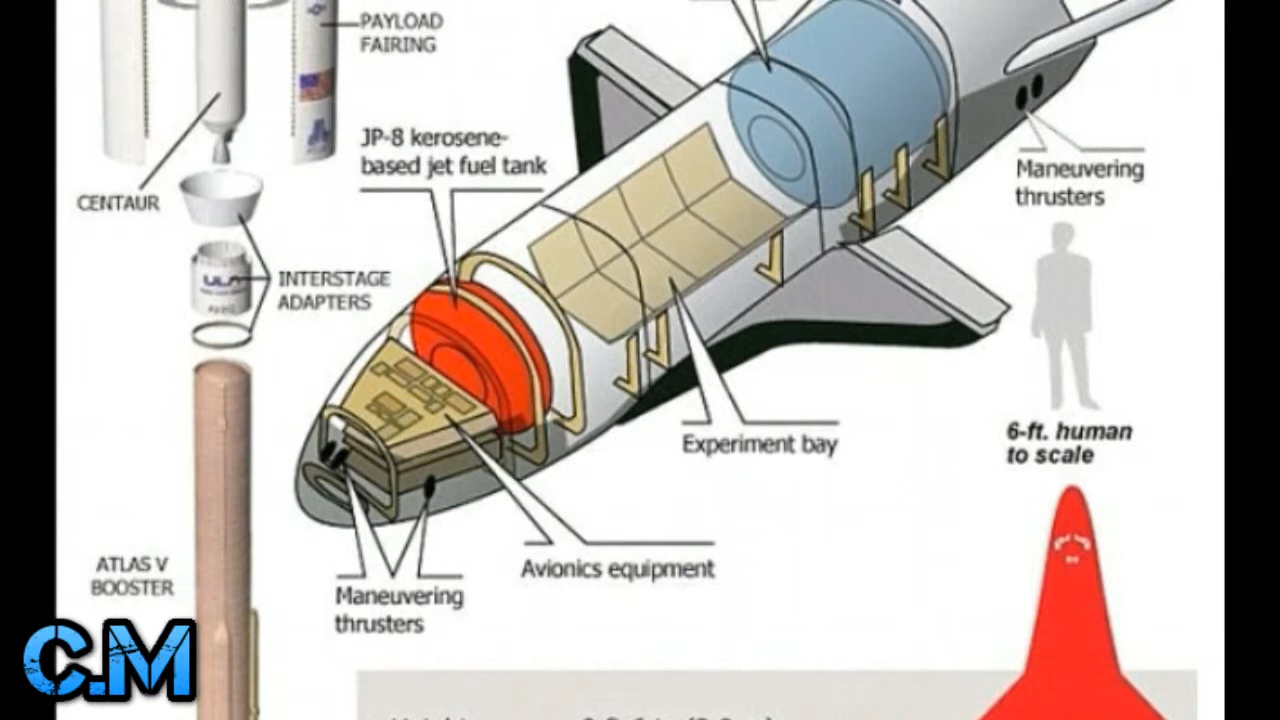 PAYLOAD
FAIRING
JP-8 kerosene-
based jet fuel tank
Maneuvering
thrusters
CENTAUR
INTERSTAGE
ADAPTERS
6-ft. human
to scale
Experiment bay
ATLAS V
BOOSTER
Avionics equipment
Maneuvering
thrusters
C.M